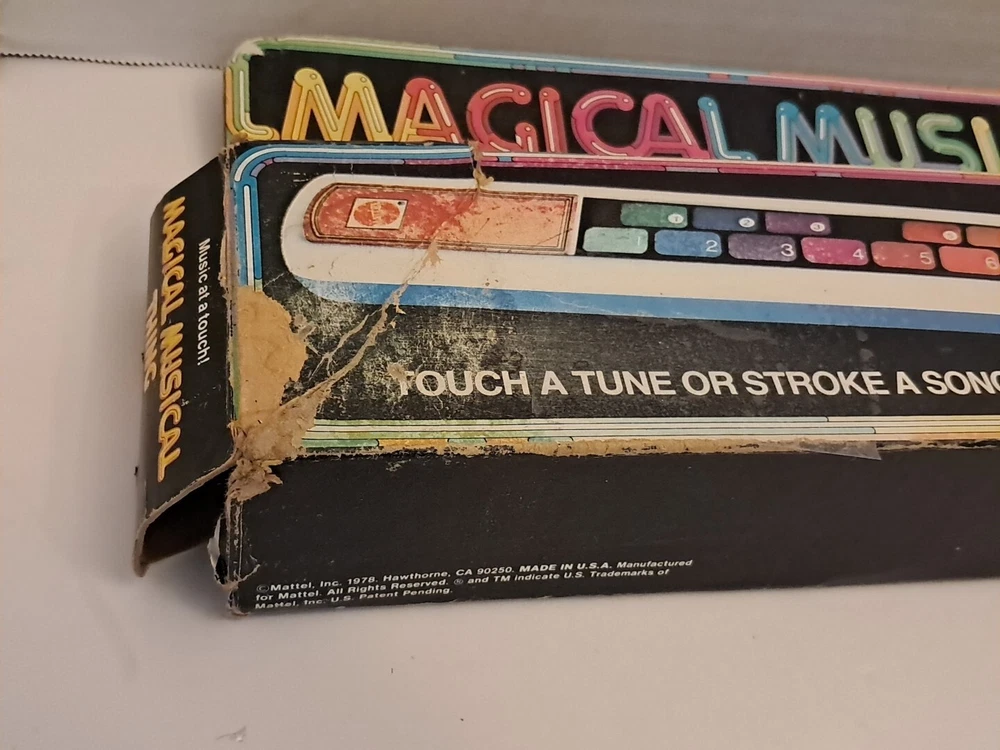 MAGICAL MUSI
1 2 3
2 3 4 5 6
TOUCH A TUNE OR STROKE A SONG
Music at a touch!
MAGICAL MUSICAL
THING
©Mattel, Inc. 1978. Hawthorne, CA 90250. MADE IN U.S.A. Manufactured
for Mattel. All Rights Reserved. ® and TM indicate U.S. Trademarks of
Mattel, Inc. U.S. Patent Pending.